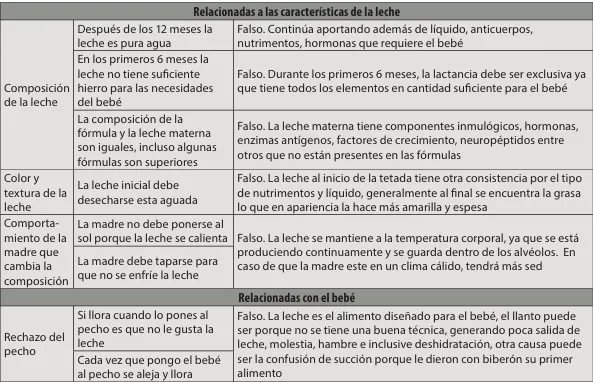 Relacionadas a las características de la leche
Composición
de la leche
Después de los 12 meses la
leche es pura agua
Falso. Continúa aportando además de líquido, anticuerpos,
nutrimentos, hormonas que requiere el bebé
En los primeros 6 meses la
leche no tiene suficiente
hierro para las necesidades
del bebé
Falso. Durante los primeros 6 meses, la lactancia debe ser exclusiva ya
que tiene todos los elementos en cantidad suficiente para el bebé
La composición de la
fórmula y la leche materna
son iguales, incluso algunas
fórmulas son superiores
Falso. La leche materna tiene componentes inmulógicos, hormonas,
enzimas antígenos, factores de crecimiento, neuropéptidos entre
otros que no están presentes en las fórmulas
Color y
textura de la
leche
La leche inicial debe
desecharse esta aguada
Falso. La leche al inicio de la tetada tiene otra consistencia por el tipo
de nutrimentos y líquido, generalmente al final se encuentra la grasa
lo que en apariencia la hace más amarilla y espesa
Comporta-
miento de la
madre que
cambia la
composición
La madre no debe ponerse al
sol porque la leche se calienta
La madre debe taparse para
que no se enfríe la leche
Falso. La leche se mantiene a la temperatura corporal, ya que se está
produciendo continuamente y se guarda dentro de los alvéolos. En
caso de que la madre este en un clima cálido, tendrá más sed
Relacionadas con el bebé
Rechazo del
pecho
Si llora cuando lo pones al
pecho es que no le gusta la
leche
Cada vez que pongo el bebé
al pecho se aleja y llora
Falso. La leche es el alimento diseñado para el bebé, el llanto puede
ser porque no se tiene una buena técnica, generando poca salida de
leche, molestia, hambre e inclusive deshidratación, otra causa puede
ser la confusión de succión porque le dieron con biberón su primer
alimento